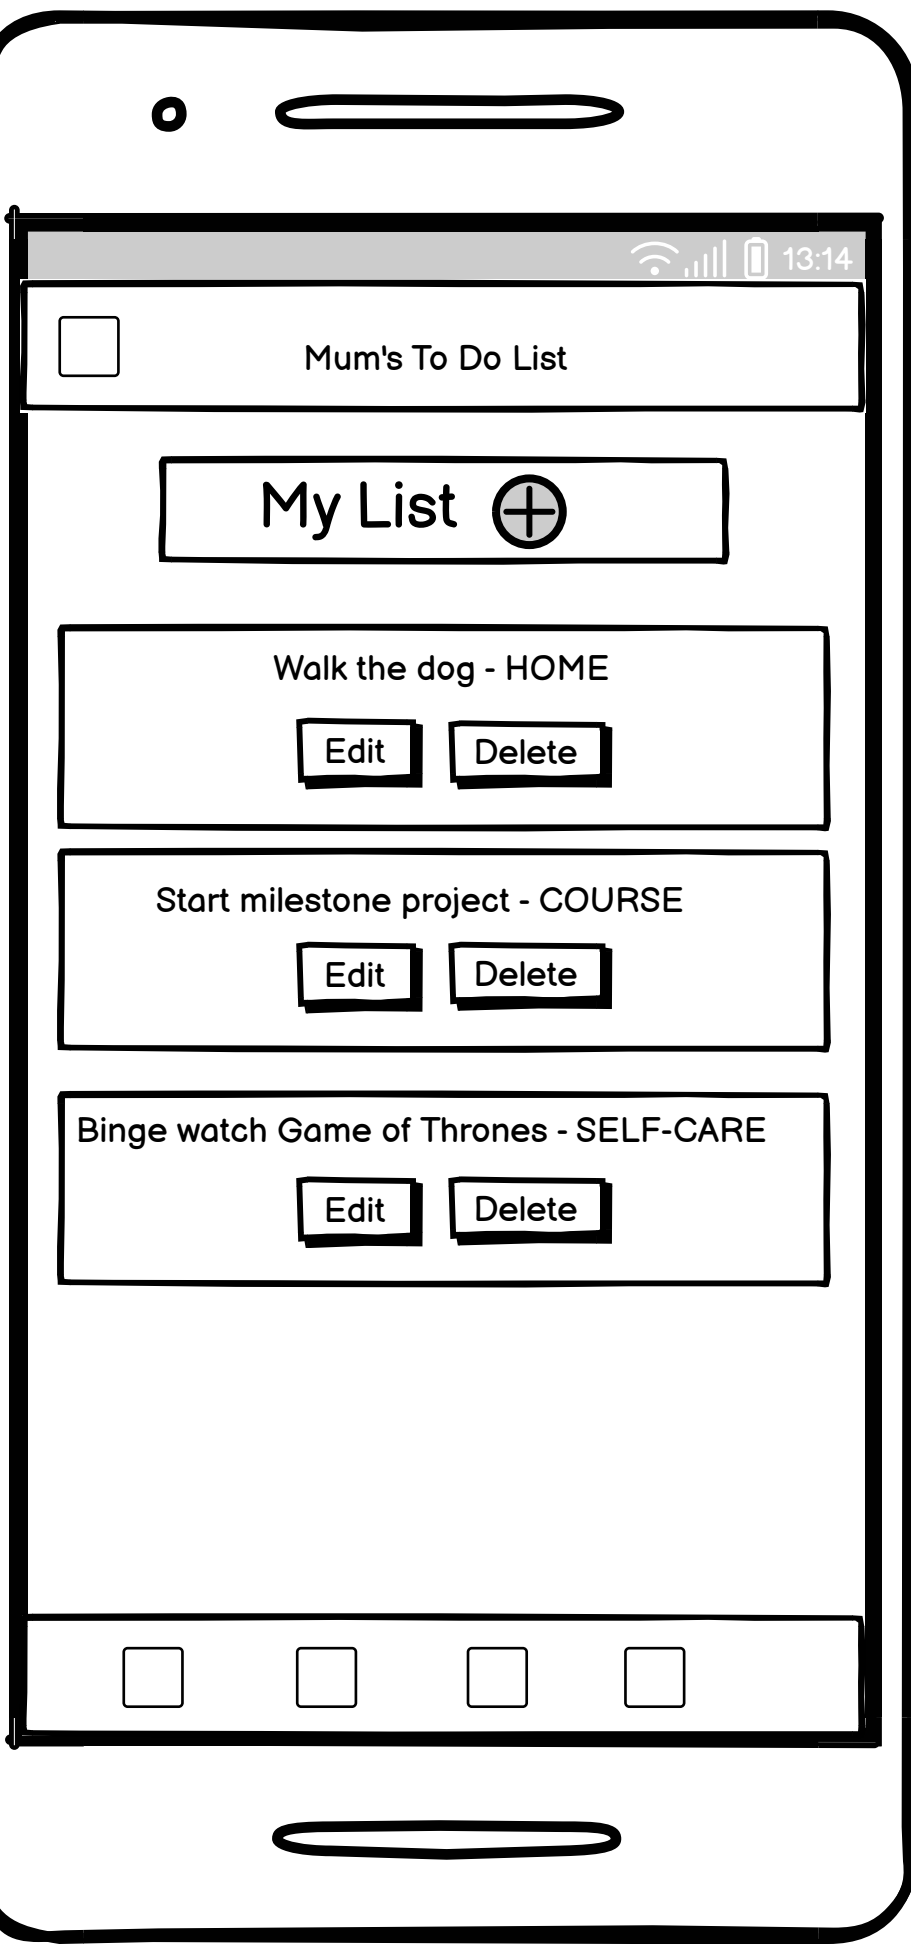 13:14
Mum's To Do List
My List
Walk the dog - HOME
Edit Delete
Start milestone project - COURSE
Edit Delete
Binge watch Game of Thrones - SELF-CARE
Edit Delete